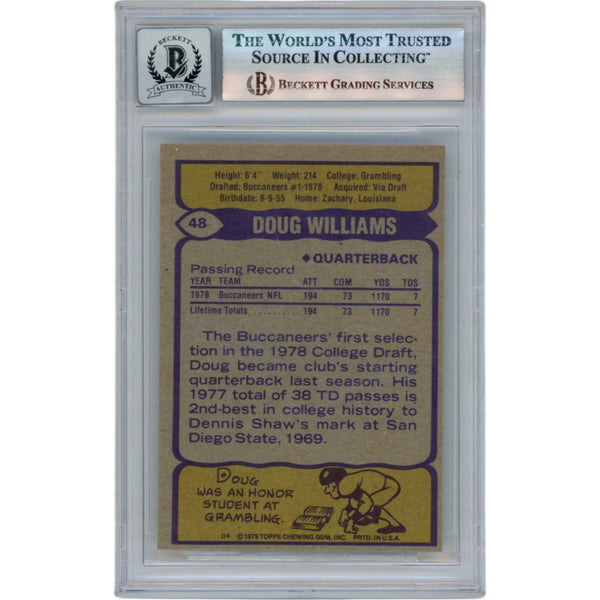 BECKETT
B
AUTHENTIC
THE WORLD'S MOST TRUSTED
SOURCE IN COLLECTING™
B BECKETT GRADING SERVICES
Height: 6'4" Weight: 214 College: Grambling
Drafted: Buccaneers #1-1978 Acquired: Via Draft
Birthdate: 8-9-55 Home: Zachary, Louisiana
48 DOUG WILLIAMS
♦ QUARTERBACK
Passing Record
YEAR TEAM ATT COM YDS TDS
1978 Buccaneers NFL 194 73 1170 7
Lifetime Totals .......... 194 73 1170 7
The Buccaneers' first selec-
tion in the 1978 College Draft,
Doug became club's starting
quarterback last season. His
1977 total of 38 TD passes is
2nd-best in college history to
Dennis Shaw's mark at San
Diego State, 1969.
DOUG
WAS AN HONOR
STUDENT AT
GRAMBLING.
© 1979 TOPPS CHEWING GUM, INC. PRTD. IN U.S.A.